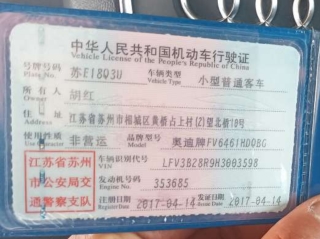 中华人民共和国机动车行驶证
Vehicle License of the People's Republic of China
号牌号码 苏E18Q3U 车辆类型 小型普通客车
Plate No. Vehicle Type
所有人 胡红
Owner
住址 江苏省苏州市相城区黄桥占上村(2)望北街10号
Address
使用性质 非营运 品牌型号 奥迪牌FV6461HDQBG
江苏省苏州
市公安局交
通警察支队
车辆识别代号 LFV3B28R9H3003598
VIN
发动机号码 353685
Engine No.
注册日期 2017-04-14 发证日期 2017-04-14
Register Date Issue Date